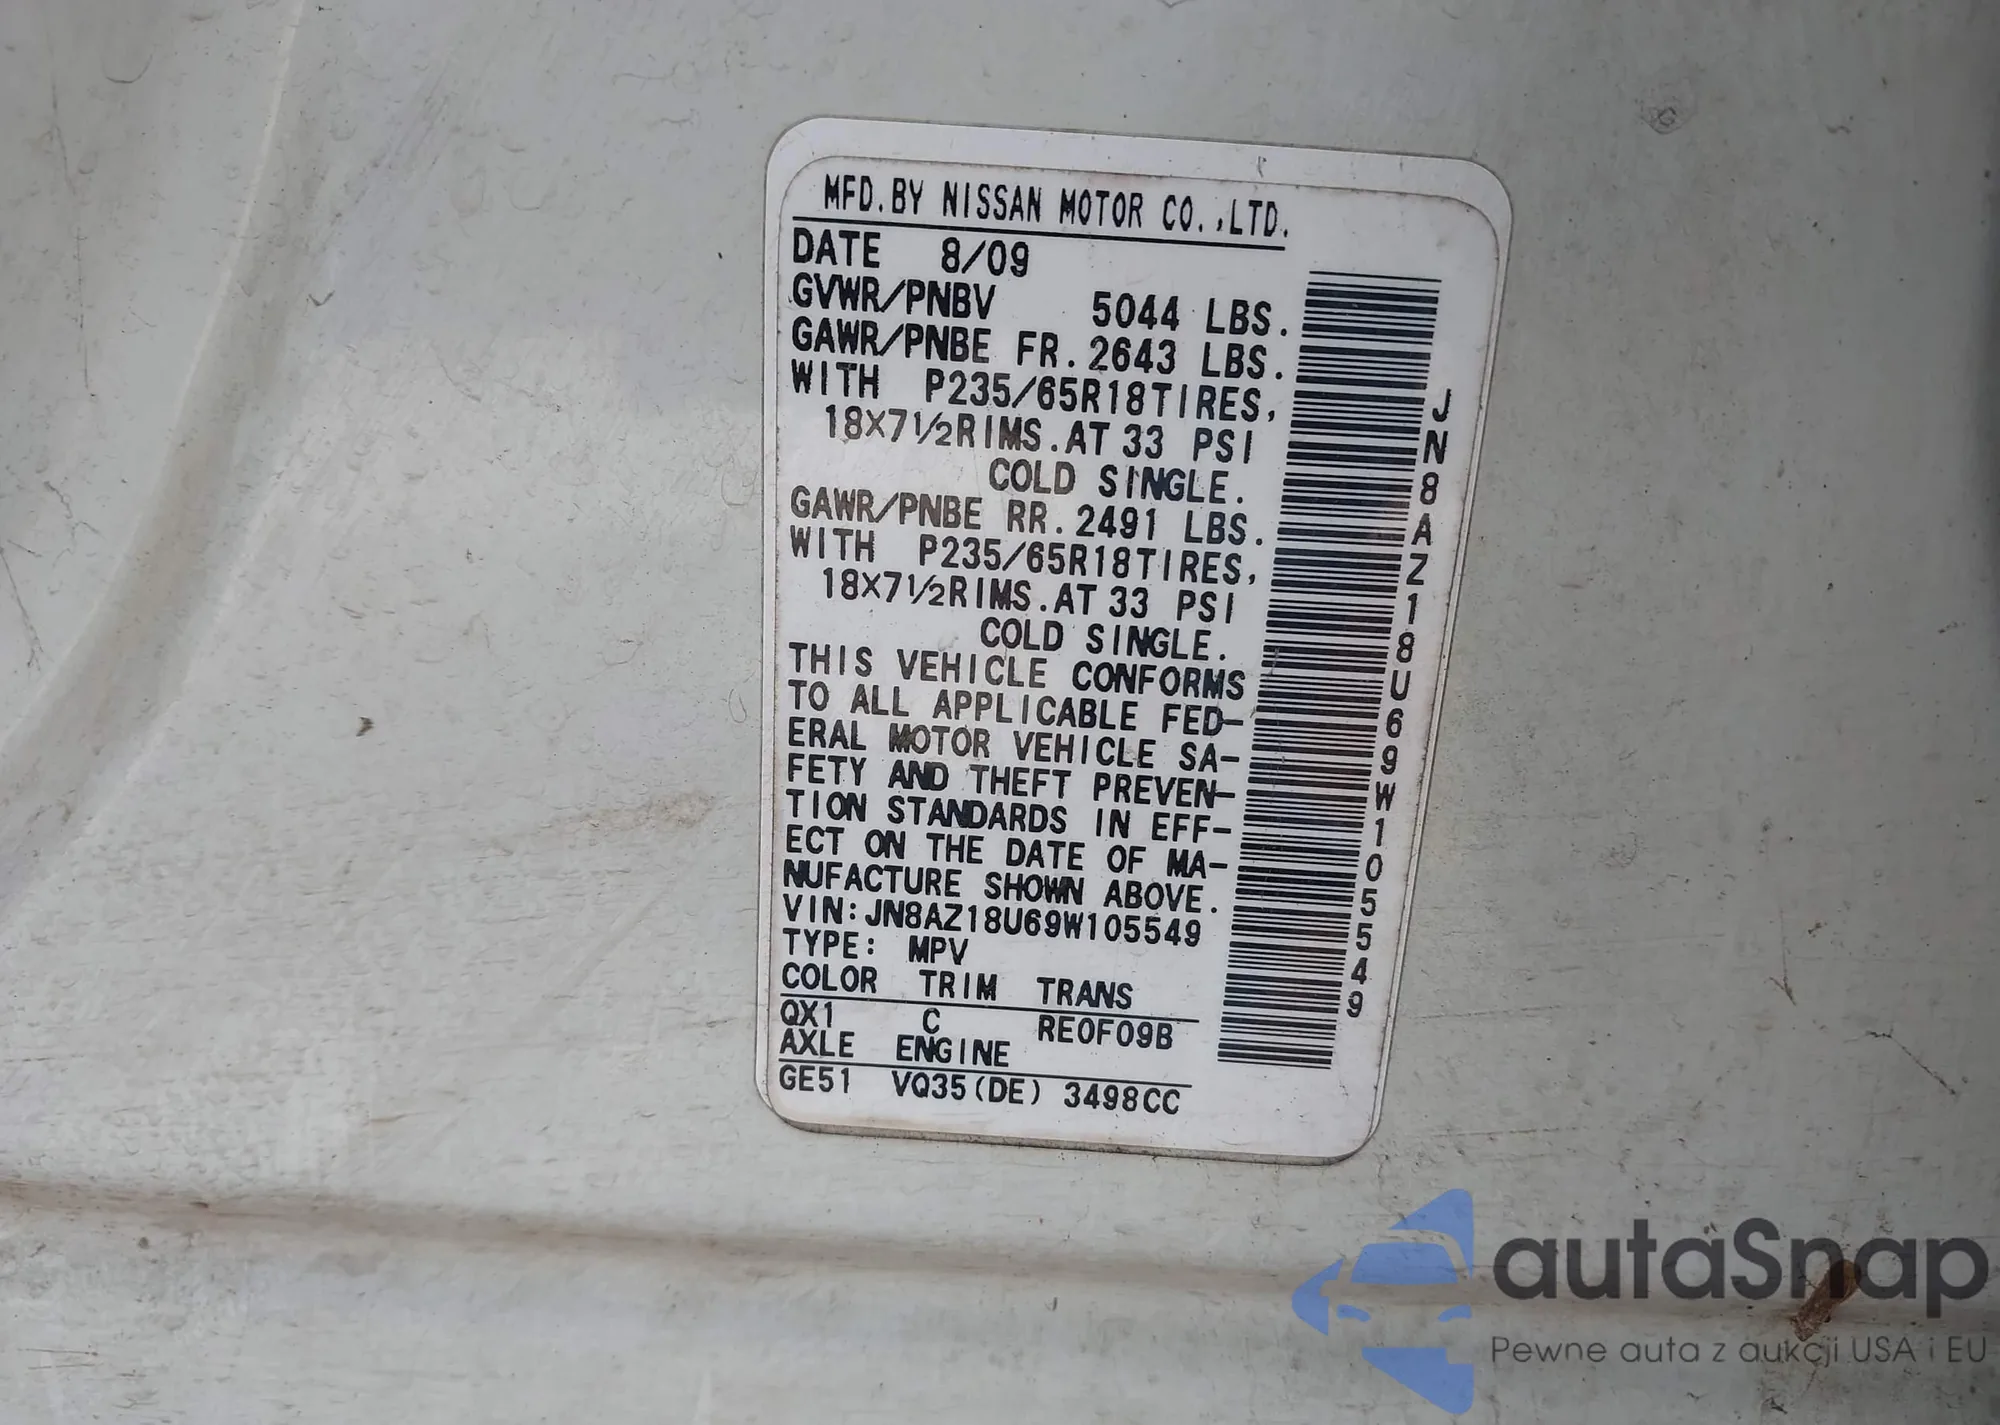 MFD.BY NISSAN MOTOR CO.,LTD.
DATE 8/09
GVWR/PNBV 5044 LBS.
GAWR/PNBE FR.2643 LBS.
WITH P235/65R18TIRES,
18X7½RIMS.AT 33 PSI
COLD SINGLE.
GAWR/PNBE RR.2491 LBS.
WITH P235/65R18TIRES,
18X7½RIMS.AT 33 PSI
COLD SINGLE.
THIS VEHICLE CONFORMS
TO ALL APPLICABLE FED-
ERAL MOTOR VEHICLE SA-
FETY AND THEFT PREVEN-
TION STANDARDS IN EFF-
ECT ON THE DATE OF MA-
NUFACTURE SHOWN ABOVE.
VIN:JN8AZ18U69W105549
TYPE: MPV
COLOR TRIM TRANS
QX1 C RE0F09B
AXLE ENGINE
GE51 VQ35(DE) 3498CC
JN8AZ18U69W105549
autaSnap
Pewne auta z aukcji USA i EU